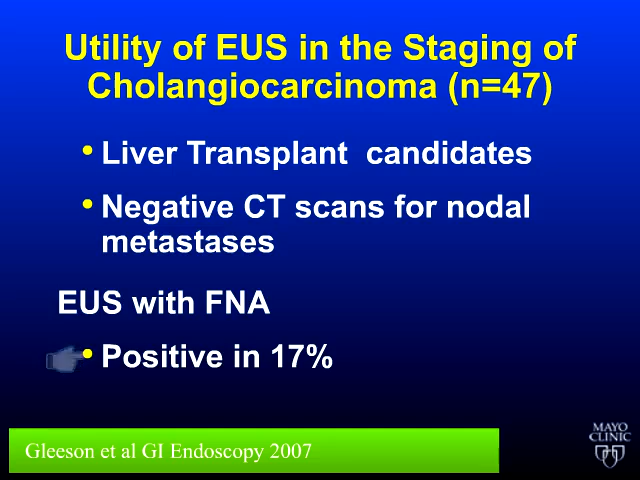 Utility of EUS in the Staging of
Cholangiocarcinoma (n=47)
• Liver Transplant candidates
• Negative CT scans for nodal
metastases
EUS with FNA
• Positive in 17%
Gleeson et al GI Endoscopy 2007
MAYO
CLINIC